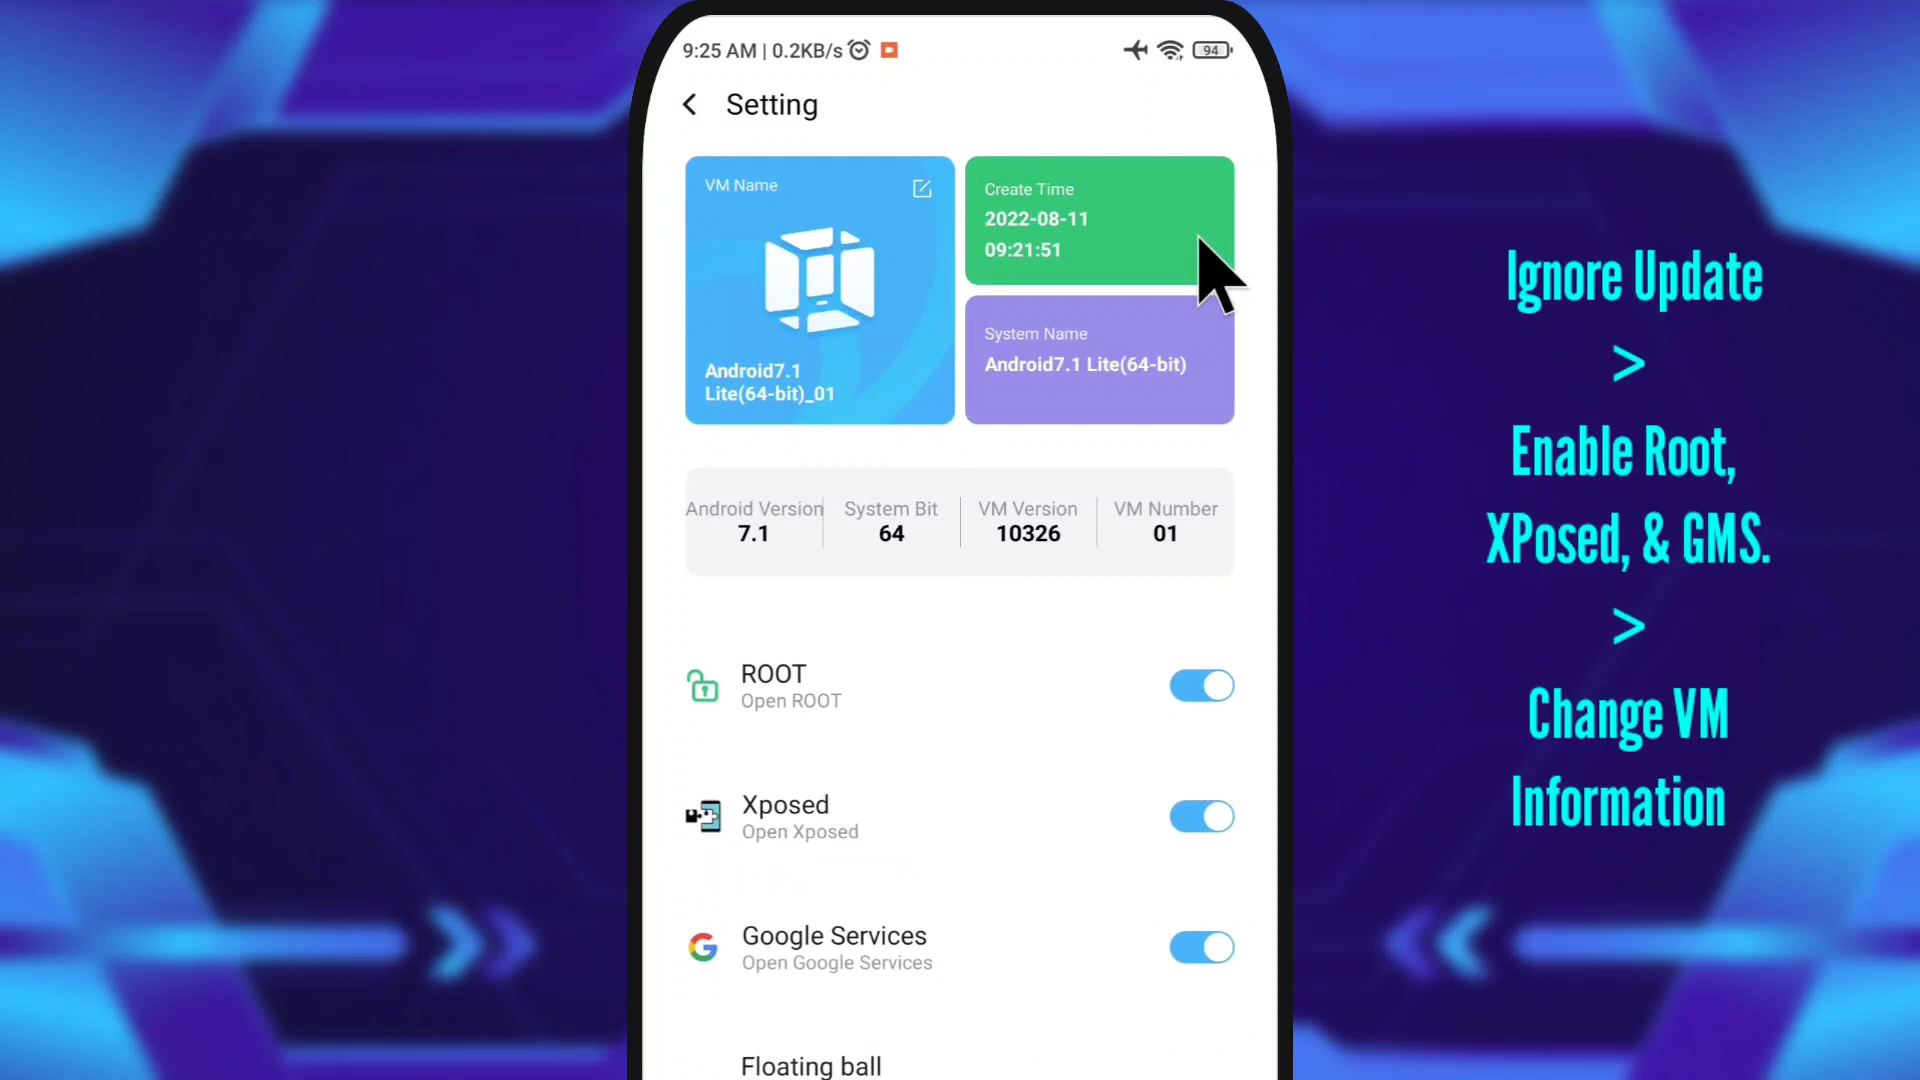 9:25 AM | 0.2KB/s
94
Setting
VM Name
Android7.1
Lite(64-bit)_01
Create Time
2022-08-11
09:21:51
System Name
Android7.1 Lite(64-bit)
Android Version
7.1
System Bit
64
VM Version
10326
VM Number
01
ROOT
Open ROOT
Xposed
Open Xposed
Google Services
Open Google Services
Floating ball
Ignore Update
>
Enable Root,
XPosed, & GMS.
>
Change VM
Information